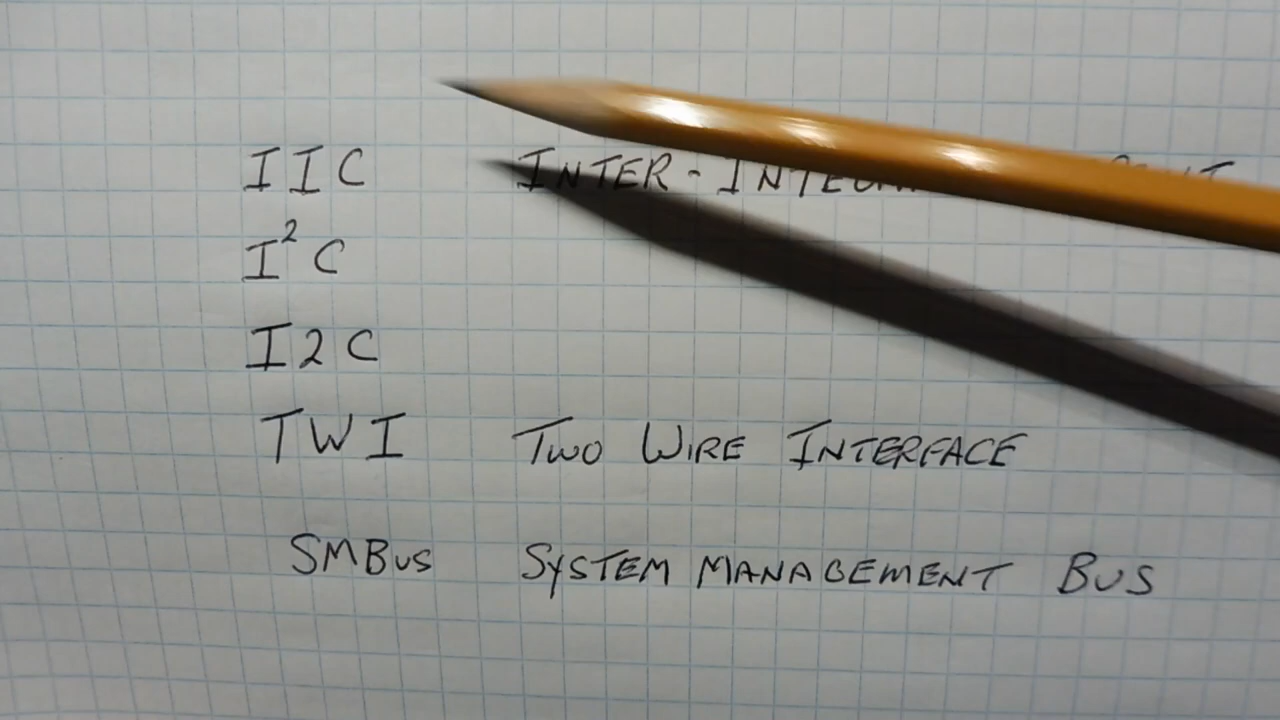 IIC INTER-
I²C
I2C
TWI TWO WIRE INTERFACE
SMBus SYSTEM MANAGEMENT BUS